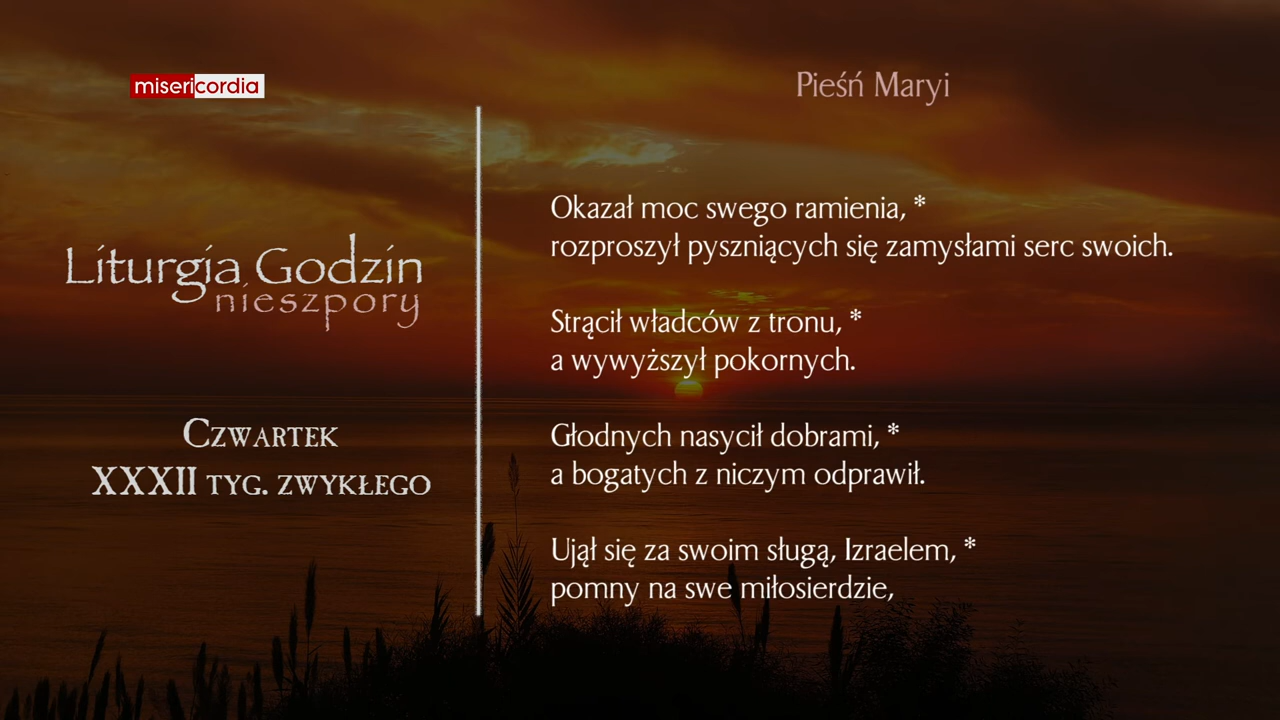 misericordia
Liturgia Godzin
nieszpory
Czwartek
XXXII tyg. zwykłego
Pieśń Maryi
Okazał moc swego ramienia, *
rozproszył pyszniących się zamysłami serc swoich.
Strącił władców z tronu, *
a wywyższył pokornych.
Głodnych nasycił dobrami, *
a bogatych z niczym odprawił.
Ujął się za swoim sługą, Izraelem, *
pomny na swe miłosierdzie,